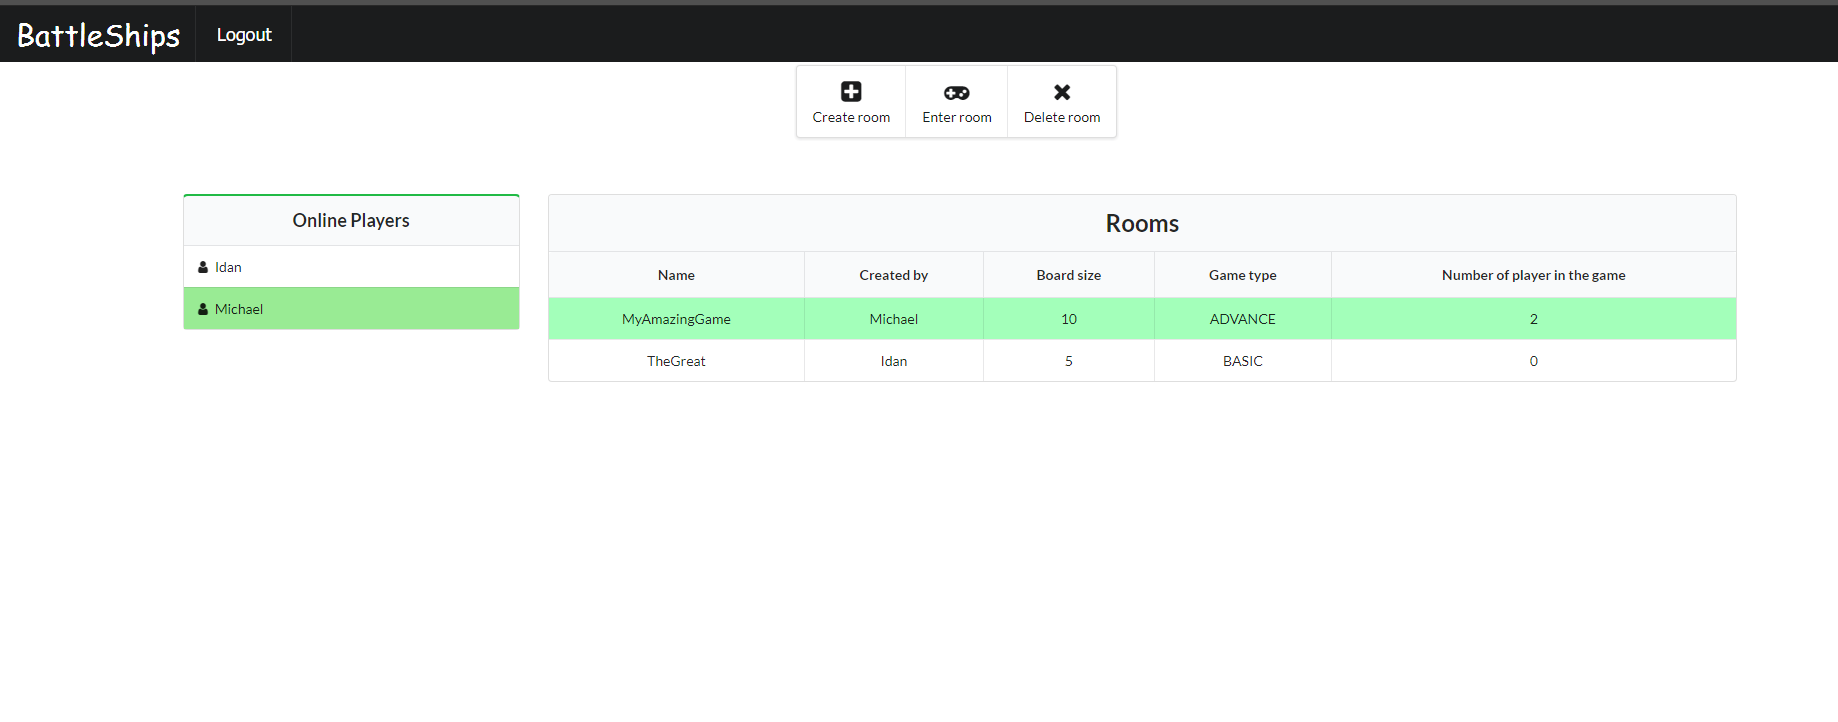 BattleShips Logout
Create room Enter room Delete room
Online Players
Idan
Michael
Rooms
Name Created by Board size Game type Number of player in the game
MyAmazingGame Michael 10 ADVANCE 2
TheGreat Idan 5 BASIC 0